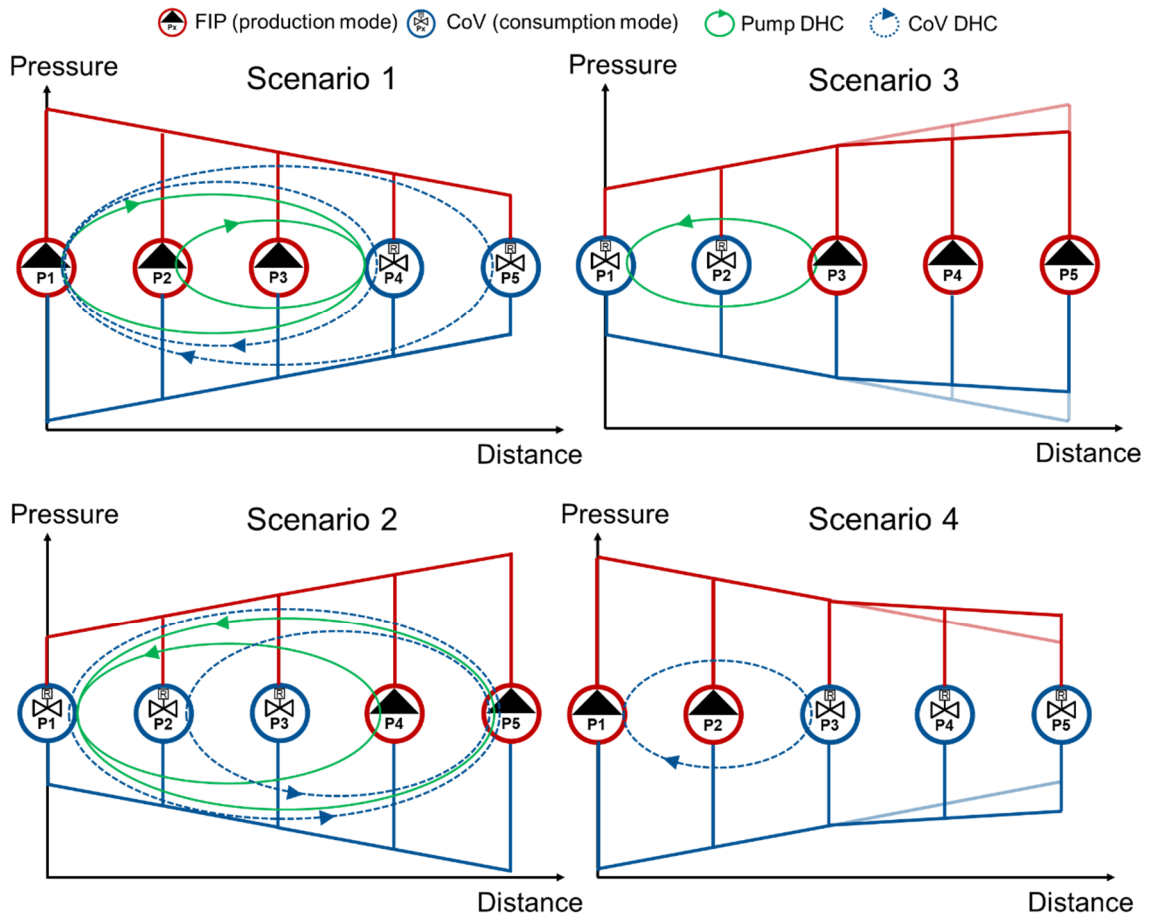 Px FIP (production mode) R Px CoV (consumption mode) Pump DHC CoV DHC
Pressure Scenario 1
P1 P2 P3 R P4 R P5
Distance
Pressure Scenario 3
R P1 R P2 P3 P4 P5
Distance
Pressure Scenario 2
R P1 R P2 R P3 P4 P5
Distance
Pressure Scenario 4
P1 P2 R P3 R P4 R P5
Distance